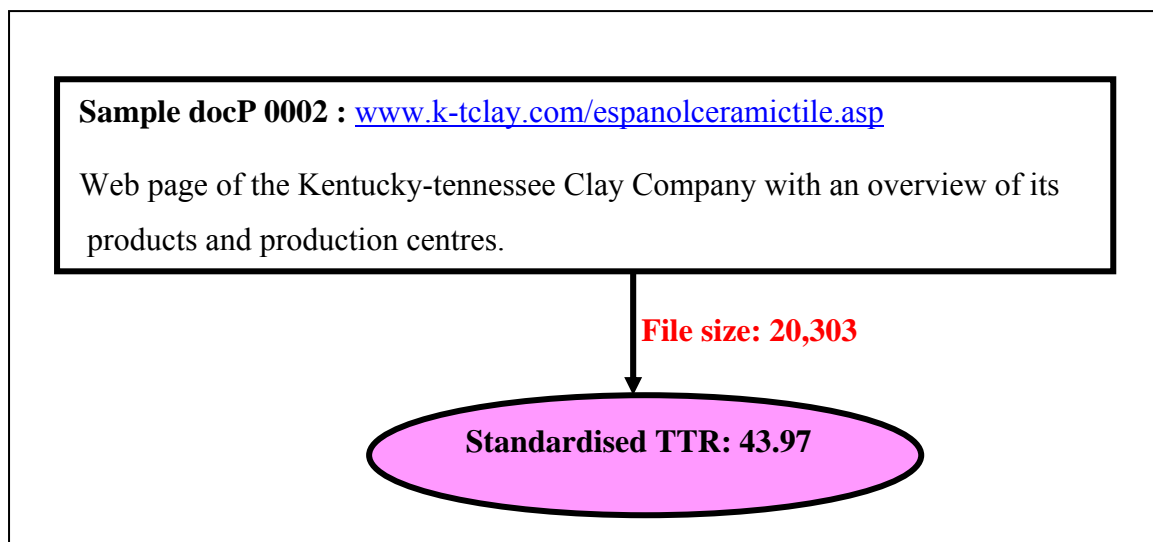 Sample docP 0002 : www.k-tclay.com/espanolceramictile.asp
Web page of the Kentucky-tennessee Clay Company with an overview of its
products and production centres.
File size: 20,303
Standardised TTR: 43.97